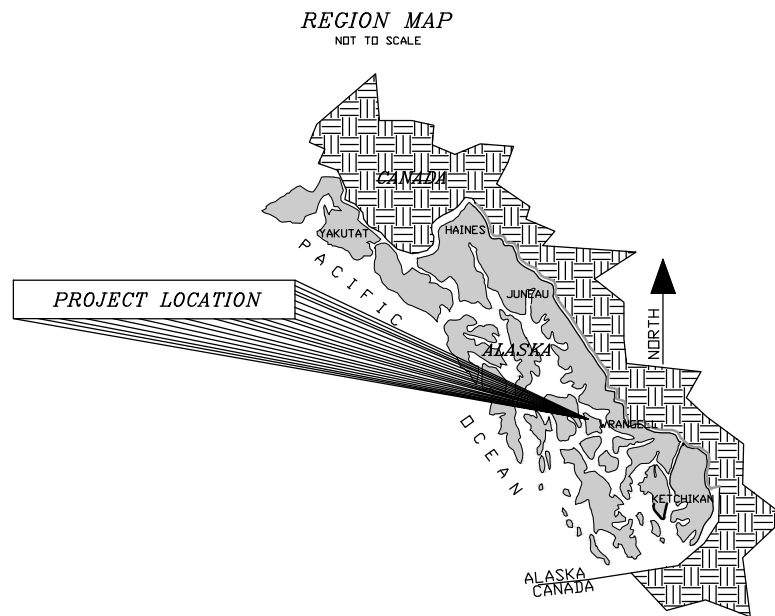 REGION MAP
NOT TO SCALE
CANADA
YAKUTAT
HAINES
PACIFIC
JUNEAU
PROJECT LOCATION
NORTH
ALASKA
OCEAN
WRANGELL
KETCHIKAN
ALASKA
CANADA